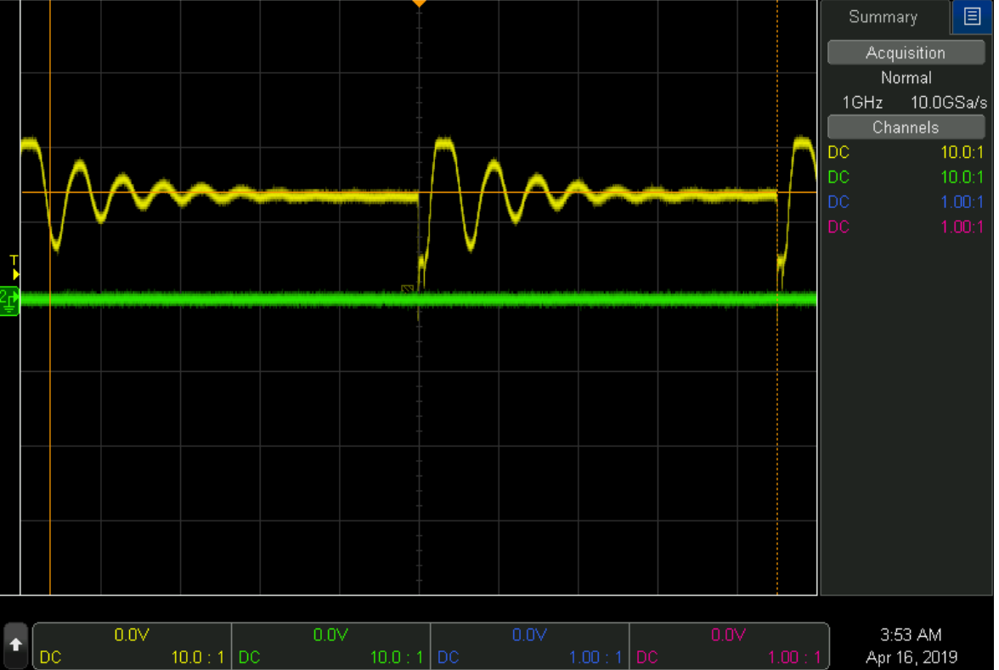 Summary
Acquisition
Normal
1GHz 10.0GSa/s
Channels
DC 10.0:1
DC 10.0:1
DC 1.00:1
DC 1.00:1
T
2
0.0V 0.0V 0.0V 0.0V
DC 10.0 : 1 DC 10.0 : 1 DC 1.00 : 1 DC 1.00 : 1
3:53 AM
Apr 16, 2019